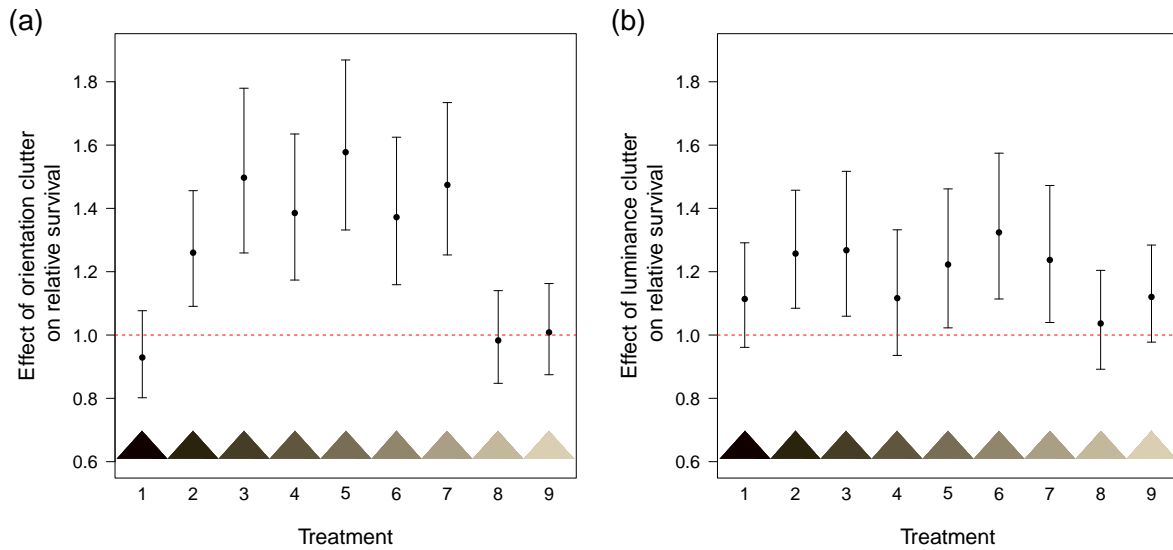 (a)
Effect of orientation clutter
on relative survival
1.8
1.6
1.4
1.2
1.0
0.8
0.6
1 2 3 4 5 6 7 8 9
Treatment
(b)
Effect of luminance clutter
on relative survival
1.8
1.6
1.4
1.2
1.0
0.8
0.6
1 2 3 4 5 6 7 8 9
Treatment